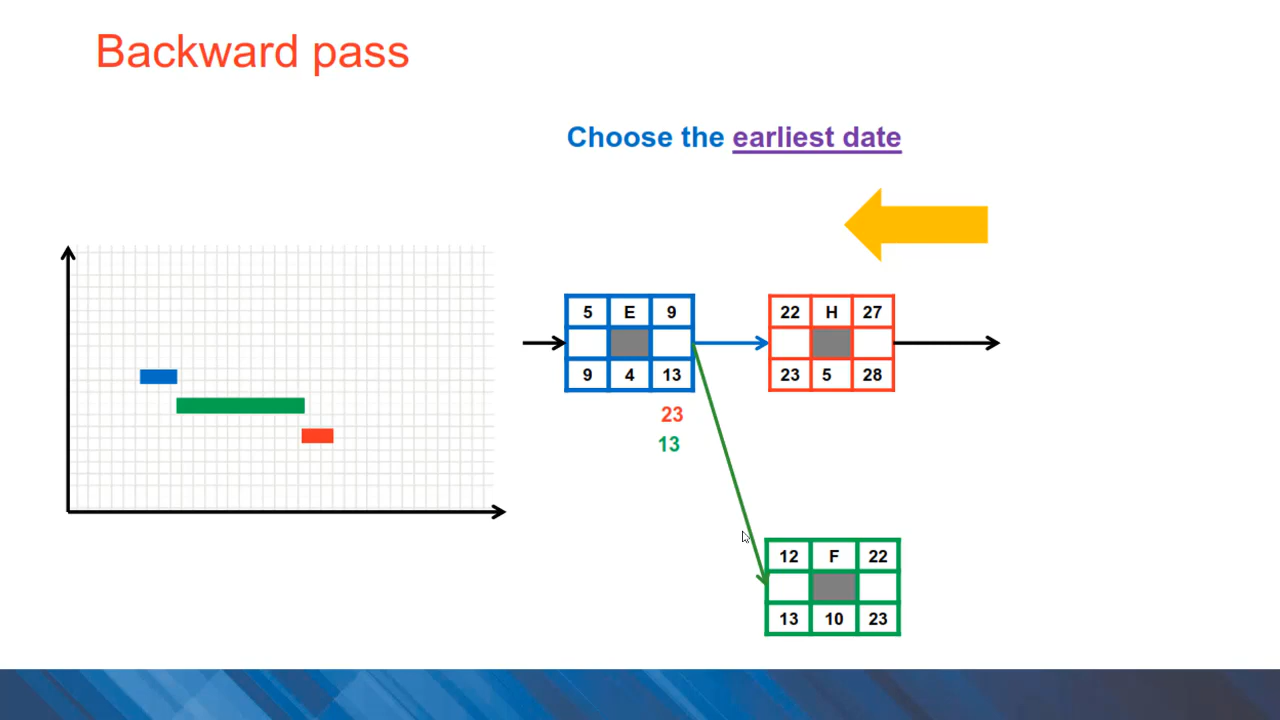 Backward pass
Choose the earliest date
5 E 9
9 4 13
23
13
22 H 27
23 5 28
12 F 22
13 10 23